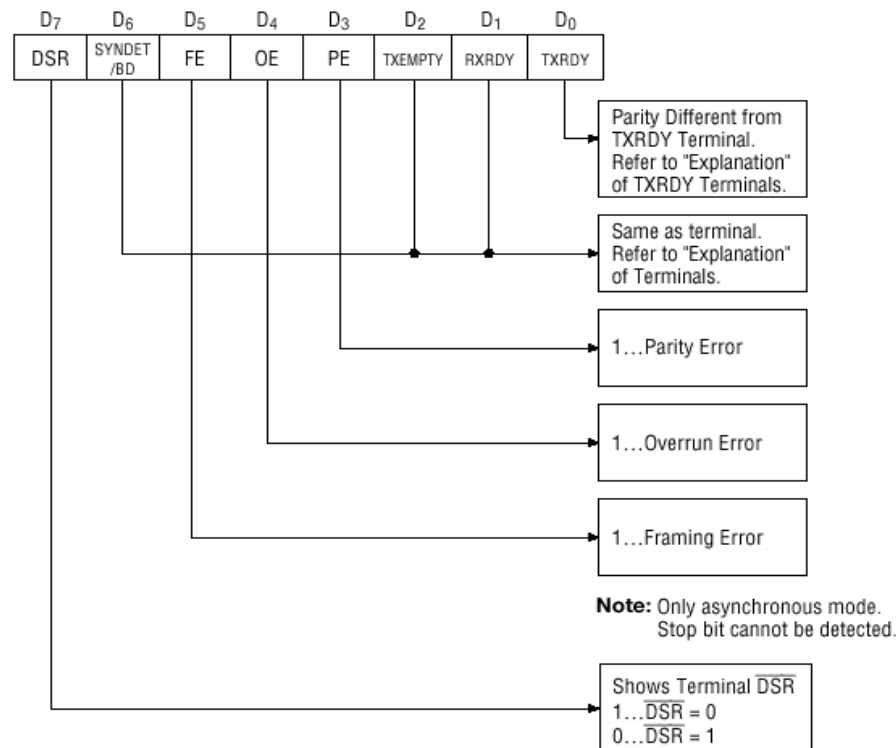 D7 D6 D5 D4 D3 D2 D1 D0
DSR SYNDET /BD FE OE PE TXEMPTY RXRDY TXRDY
Parity Different from
TXRDY Terminal.
Refer to "Explanation"
of TXRDY Terminals.
Same as terminal.
Refer to "Explanation"
of Terminals.
1...Parity Error
1...Overrun Error
1...Framing Error
Note: Only asynchronous mode.
Stop bit cannot be detected.
Shows Terminal D̅S̅R̅
1...D̅S̅R̅ = 0
0...D̅S̅R̅ = 1